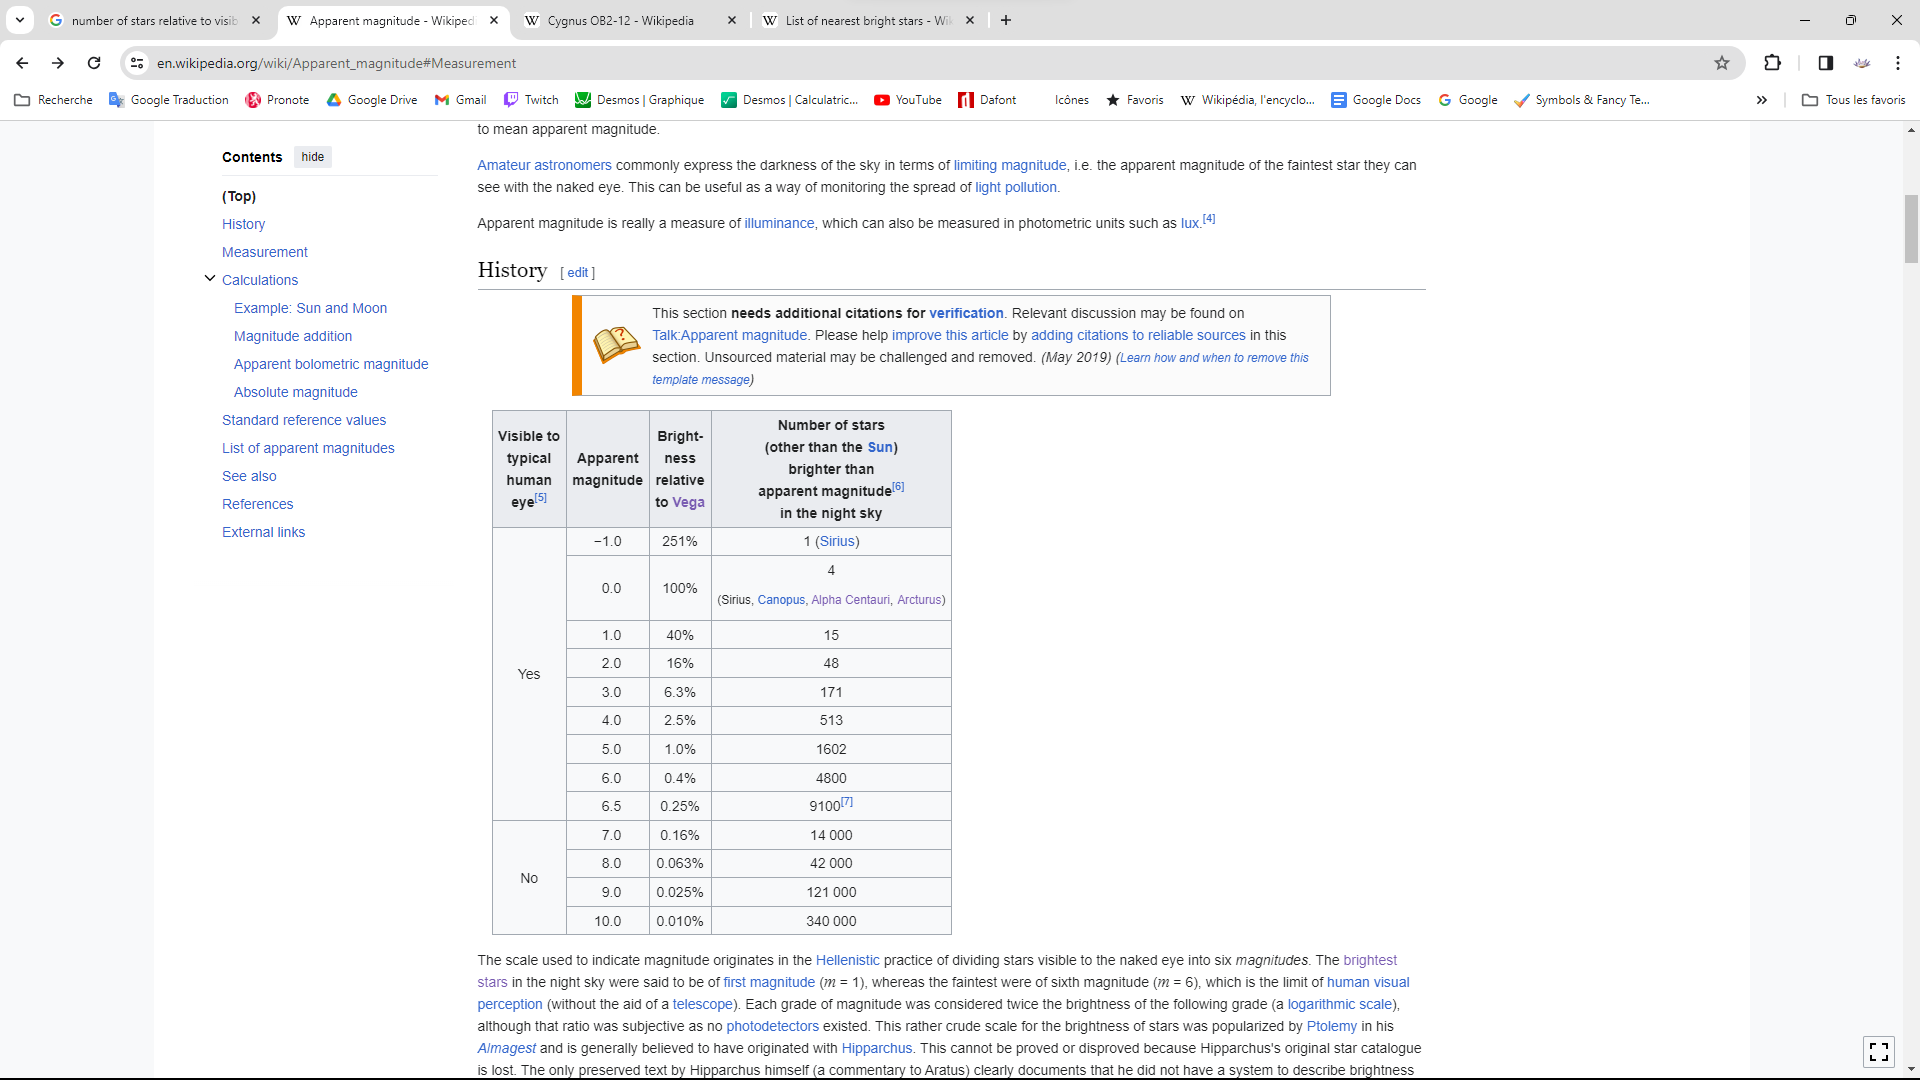 number of stars relative to visib
Apparent magnitude - Wikipedi
Cygnus OB2-12 - Wikipedia
List of nearest bright stars - Wik
en.wikipedia.org/wiki/Apparent_magnitude#Measurement
Recherche
Google Traduction
Pronote
Google Drive
Gmail
Twitch
Desmos | Graphique
Desmos | Calculatric...
YouTube
Dafont
Icônes
Favoris
Wikipédia, l'encyclo...
Google Docs
Google
Symbols & Fancy Te...
Tous les favoris
Contents hide
(Top)
History
Measurement
Calculations
Example: Sun and Moon
Magnitude addition
Apparent bolometric magnitude
Absolute magnitude
Standard reference values
List of apparent magnitudes
See also
References
External links
to mean apparent magnitude.
Amateur astronomers commonly express the darkness of the sky in terms of limiting magnitude, i.e. the apparent magnitude of the faintest star they can
see with the naked eye. This can be useful as a way of monitoring the spread of light pollution.
Apparent magnitude is really a measure of illuminance, which can also be measured in photometric units such as lux.[4]
History [ edit ]
This section needs additional citations for verification. Relevant discussion may be found on
Talk:Apparent magnitude. Please help improve this article by adding citations to reliable sources in this
section. Unsourced material may be challenged and removed. (May 2019) (Learn how and when to remove this
template message)
Visible to
typical
human
eye[5]
Apparent
magnitude
Bright-
ness
relative
to Vega
Number of stars
(other than the Sun)
brighter than
apparent magnitude[6]
in the night sky
Yes
−1.0 251% 1 (Sirius)
0.0 100% 4
(Sirius, Canopus, Alpha Centauri, Arcturus)
1.0 40% 15
2.0 16% 48
3.0 6.3% 171
4.0 2.5% 513
5.0 1.0% 1602
6.0 0.4% 4800
6.5 0.25% 9100[7]
No
7.0 0.16% 14 000
8.0 0.063% 42 000
9.0 0.025% 121 000
10.0 0.010% 340 000
The scale used to indicate magnitude originates in the Hellenistic practice of dividing stars visible to the naked eye into six magnitudes. The brightest
stars in the night sky were said to be of first magnitude (m = 1), whereas the faintest were of sixth magnitude (m = 6), which is the limit of human visual
perception (without the aid of a telescope). Each grade of magnitude was considered twice the brightness of the following grade (a logarithmic scale),
although that ratio was subjective as no photodetectors existed. This rather crude scale for the brightness of stars was popularized by Ptolemy in his
Almagest and is generally believed to have originated with Hipparchus. This cannot be proved or disproved because Hipparchus's original star catalogue
is lost. The only preserved text by Hipparchus himself (a commentary to Aratus) clearly documents that he did not have a system to describe brightness